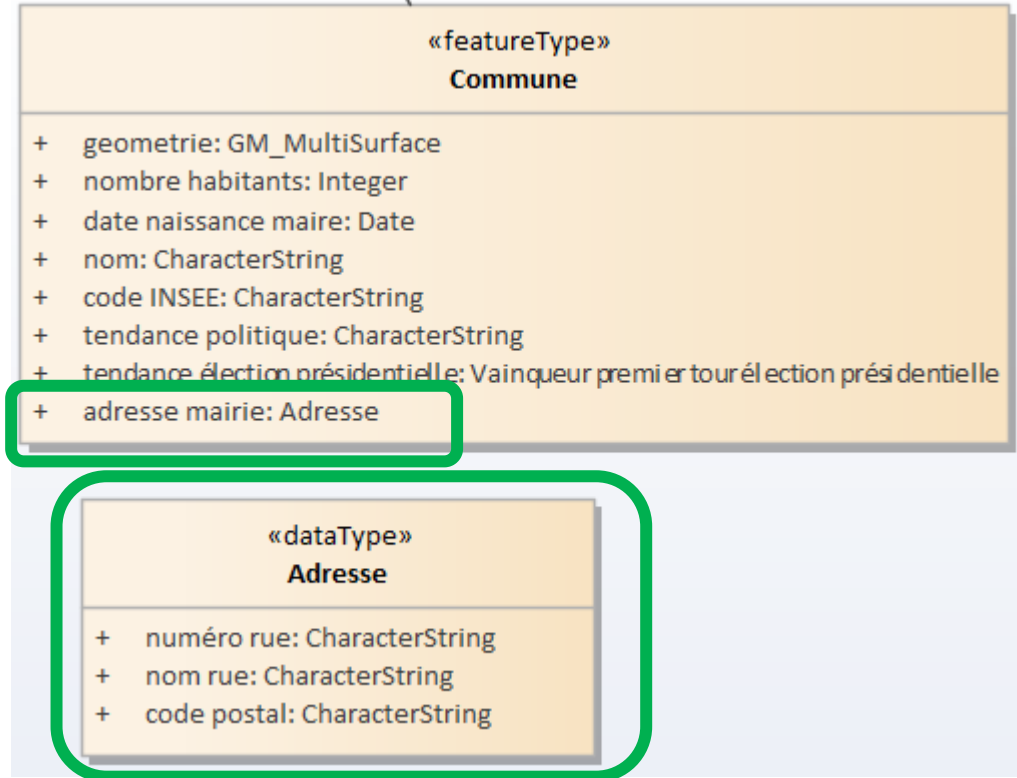 «featureType»
Commune
+ geometrie: GM_MultiSurface
+ nombre habitants: Integer
+ date naissance maire: Date
+ nom: CharacterString
+ code INSEE: CharacterString
+ tendance politique: CharacterString
+ tendance élection présidentielle: Vainqueur premier tour élection présidentielle
+ adresse mairie: Adresse
«dataType»
Adresse
+ numéro rue: CharacterString
+ nom rue: CharacterString
+ code postal: CharacterString